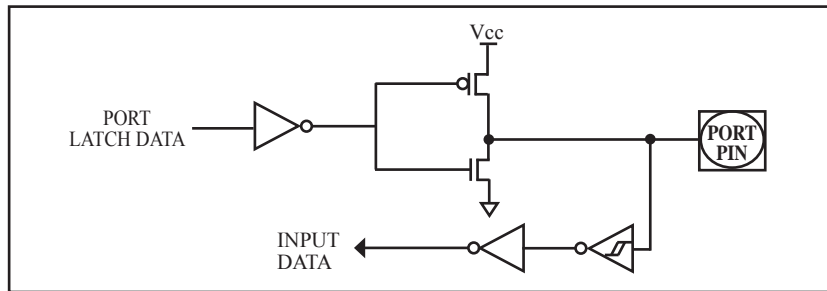 Vcc
PORT
LATCH DATA
PORT
PIN
INPUT
DATA